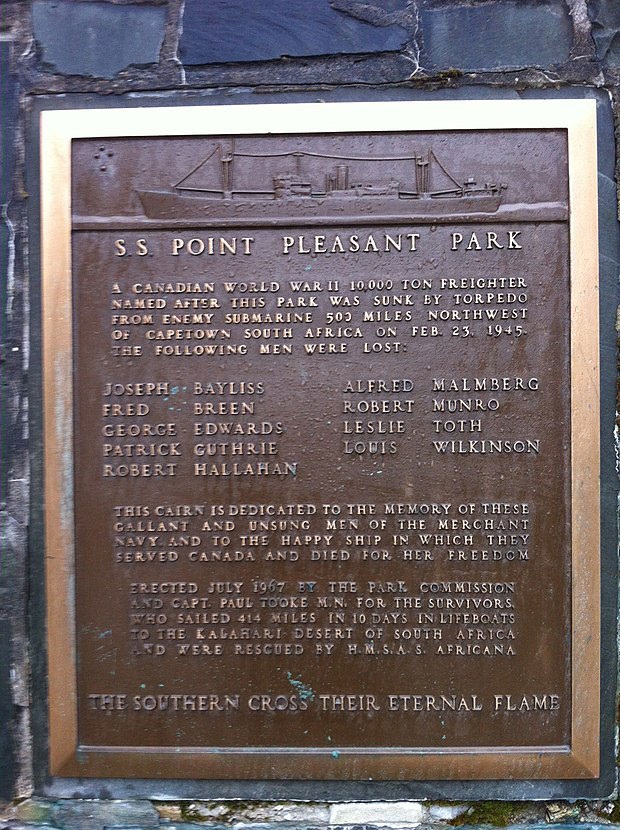 S.S. POINT PLEASANT PARK
A CANADIAN WORLD WAR II 10,000 TON FREIGHTER
NAMED AFTER THIS PARK WAS SUNK BY TORPEDO
FROM ENEMY SUBMARINE 500 MILES NORTHWEST
OF CAPETOWN SOUTH AFRICA ON FEB. 23, 1945.
THE FOLLOWING MEN WERE LOST:
JOSEPH BAYLISS ALFRED MALMBERG
FRED BREEN ROBERT MUNRO
GEORGE EDWARDS LESLIE TOTH
PATRICK GUTHRIE LOUIS WILKINSON
ROBERT HALLAHAN
THIS CAIRN IS DEDICATED TO THE MEMORY OF THESE
GALLANT AND UNSUNG MEN OF THE MERCHANT
NAVY AND TO THE HAPPY SHIP IN WHICH THEY
SERVED CANADA AND DIED FOR HER FREEDOM
ERECTED JULY 1967 BY THE PARK COMMISSION
AND CAPT. PAUL TOOKE M.N. FOR THE SURVIVORS.
WHO SAILED 414 MILES IN 10 DAYS IN LIFEBOATS
TO THE KALAHARI DESERT OF SOUTH AFRICA
AND WERE RESCUED BY H.M.S.A.S. AFRICANA
THE SOUTHERN CROSS THEIR ETERNAL FLAME